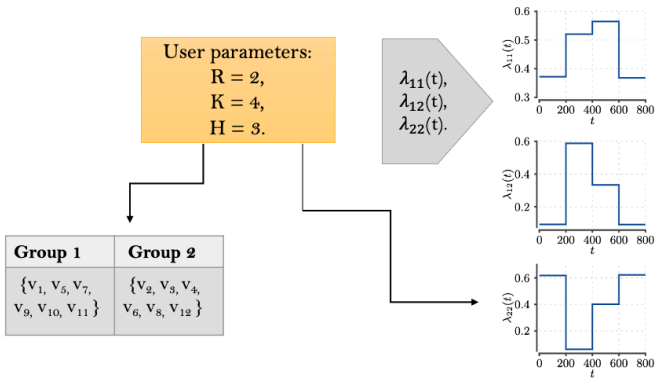 User parameters:
R = 2,
K = 4,
H = 3.
λ₁₁(t),
λ₁₂(t),
λ₂₂(t).
Group 1
Group 2
{v₁, v₅, v₇,
v₉, v₁₀, v₁₁}
{v₂, v₃, v₄,
v₆, v₈, v₁₂}
λ₁₁(t)
0.6
0.5
0.4
0.3
0 200 400 600 800
t
λ₁₂(t)
0.6
0.4
0.2
0 200 400 600 800
t
λ₂₂(t)
0.6
0.4
0.2
0 200 400 600 800
t